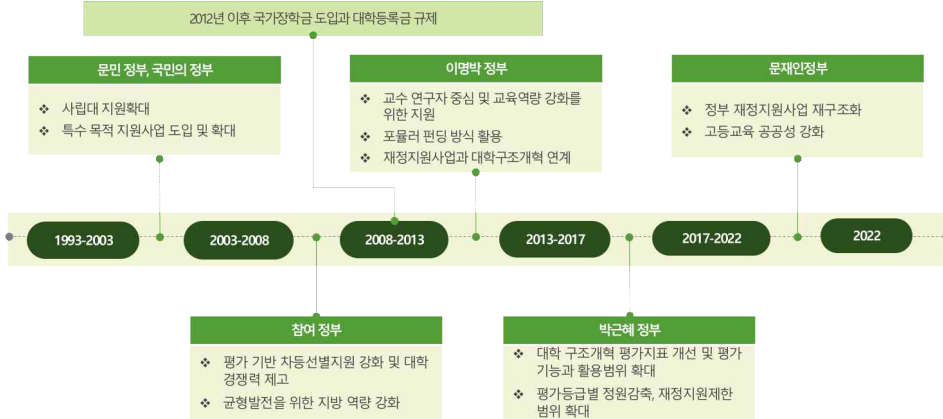 2012년 이후 국가장학금 도입과 대학등록금 규제
문민 정부, 국민의 정부
❖ 사립대 지원확대
❖ 특수 목적 지원사업 도입 및 확대
이명박 정부
❖ 교수 연구자 중심 및 교육역량 강화를
위한 지원
❖ 포뮬러 펀딩 방식 활용
❖ 재정지원사업과 대학구조개혁 연계
문재인정부
❖ 정부 재정지원사업 재구조화
❖ 고등교육 공공성 강화
1993-2003
2003-2008
2008-2013
2013-2017
2017-2022
2022
참여 정부
❖ 평가 기반 차등선별지원 강화 및 대학
경쟁력 제고
❖ 균형발전을 위한 지방 역량 강화
박근혜 정부
❖ 대학 구조개혁 평가지표 개선 및 평가
기능과 활용범위 확대
❖ 평가등급별 정원감축, 재정지원제한
범위 확대